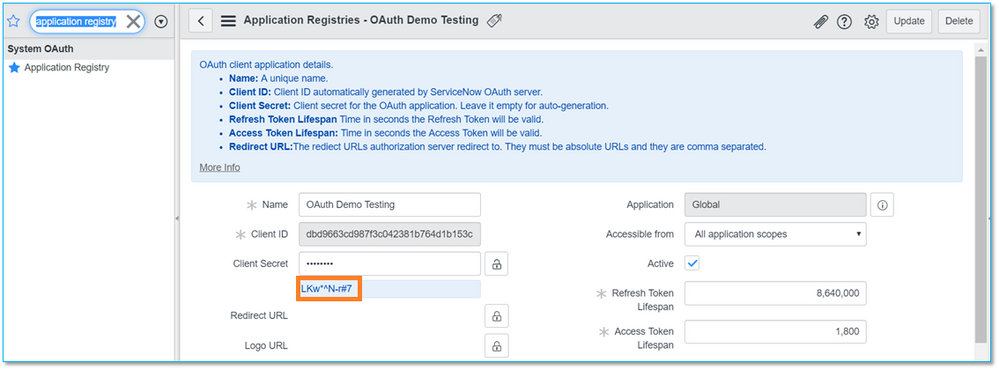 application registry
System OAuth
Application Registry
Application Registries - OAuth Demo Testing
Update
Delete
OAuth client application details.
• Name: A unique name.
• Client ID: Client ID automatically generated by ServiceNow OAuth server.
• Client Secret: Client secret for the OAuth application. Leave it empty for auto-generation.
• Refresh Token Lifespan: Time in seconds the Refresh Token will be valid.
• Access Token Lifespan: Time in seconds the Access Token will be valid.
• Redirect URL:The rediect URLs authorization server redirect to. They must be absolute URLs and they are comma separated.
More Info
Name
OAuth Demo Testing
Client ID
dbd9663cd987f3c042381b764d1b153c
Client Secret
••••••••
LKw*^N-r#7
Redirect URL
Logo URL
Application
Global
Accessible from
All application scopes
Active
Refresh Token
Lifespan
8,640,000
Access Token
Lifespan
1,800